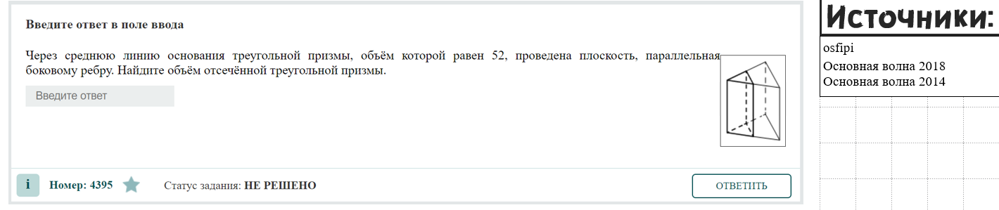 Введите ответ в поле ввода
Через среднюю линию основания треугольной призмы, объём которой равен 52, проведена плоскость, параллельная
боковому ребру. Найдите объём отсечённой треугольной призмы.
Введите ответ
i Номер: 4395 Статус задания: НЕ РЕШЕНО ОТВЕТИТЬ
Источники:
osfipi
Основная волна 2018
Основная волна 2014